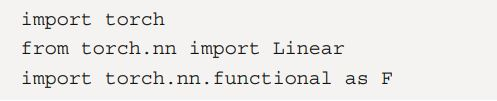 import torch
from torch.nn import Linear
import torch.nn.functional as F